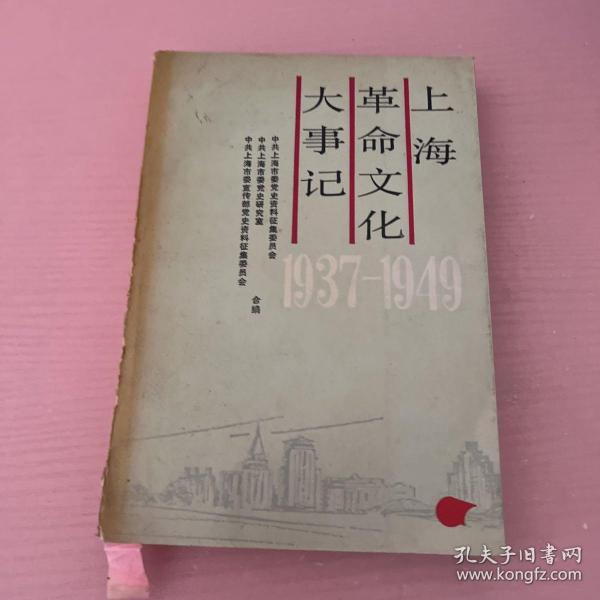 上海
革命文化
大事记
1937-1949
中共上海市委党史资料征集委员会
中共上海市委党史研究室
中共上海市委宣传部党史资料征集委员会
合编
孔夫子旧书网
www.kongfz.com